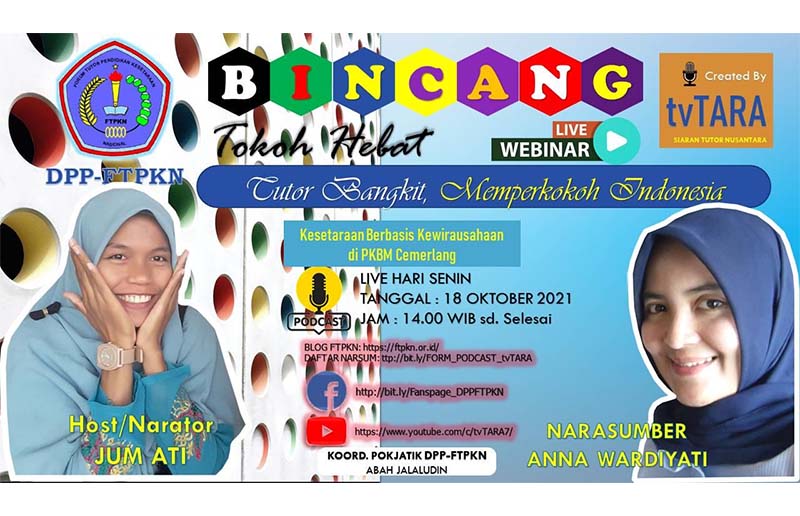 FORUM TUTOR PENDIDIKAN KESETARAAN
FTPKN
NASIONAL
DPP-FTPKN
BINCANG
Tokoh Hebat
LIVE
WEBINAR
Created By
tvTARA
SIARAN TUTOR NUSANTARA
Tutor Bangkit, Memperkokoh Indonesia
Kesetaraan Berbasis Kewirausahaan
di PKBM Cemerlang
PODCAST
LIVE HARI SENIN
TANGGAL : 18 OKTOBER 2021
JAM : 14.00 WIB sd. Selesai
BLOG FTPKN: https://ftpkn.or.id/
DAFTAR NARSUM: ttp://bit.ly/FORM_PODCAST_tvTARA
http://bit.ly/Fanspage_DPPFTPKN
https://www.youtube.com/c/tvTARA7/
Host/Narator
JUM ATI
NARASUMBER
ANNA WARDIYATI
KOORD. POKJATIK DPP-FTPKN
ABAH JALALUDIN